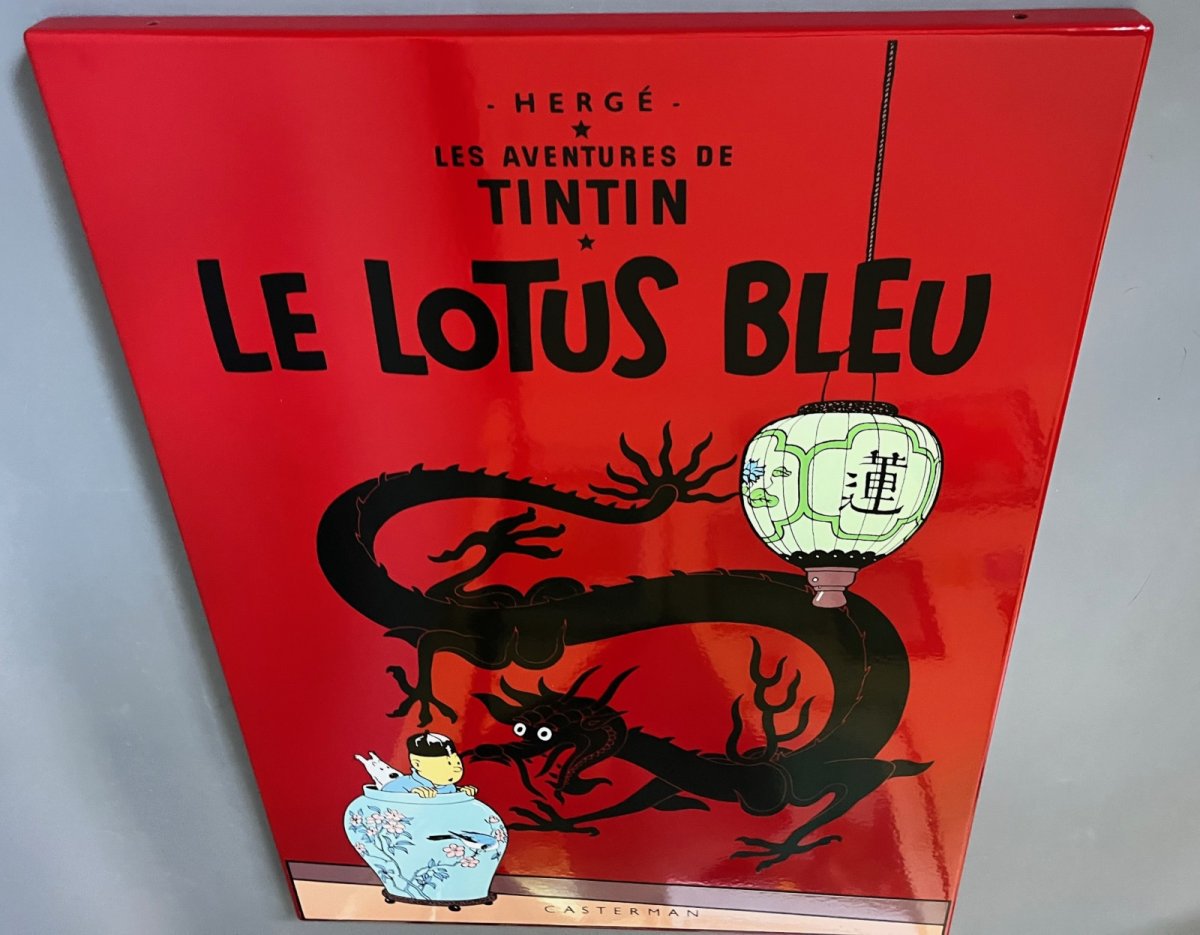 - HERGÉ -
LES AVENTURES DE
TINTIN
LE LOTUS BLEU
蓮
CASTERMAN